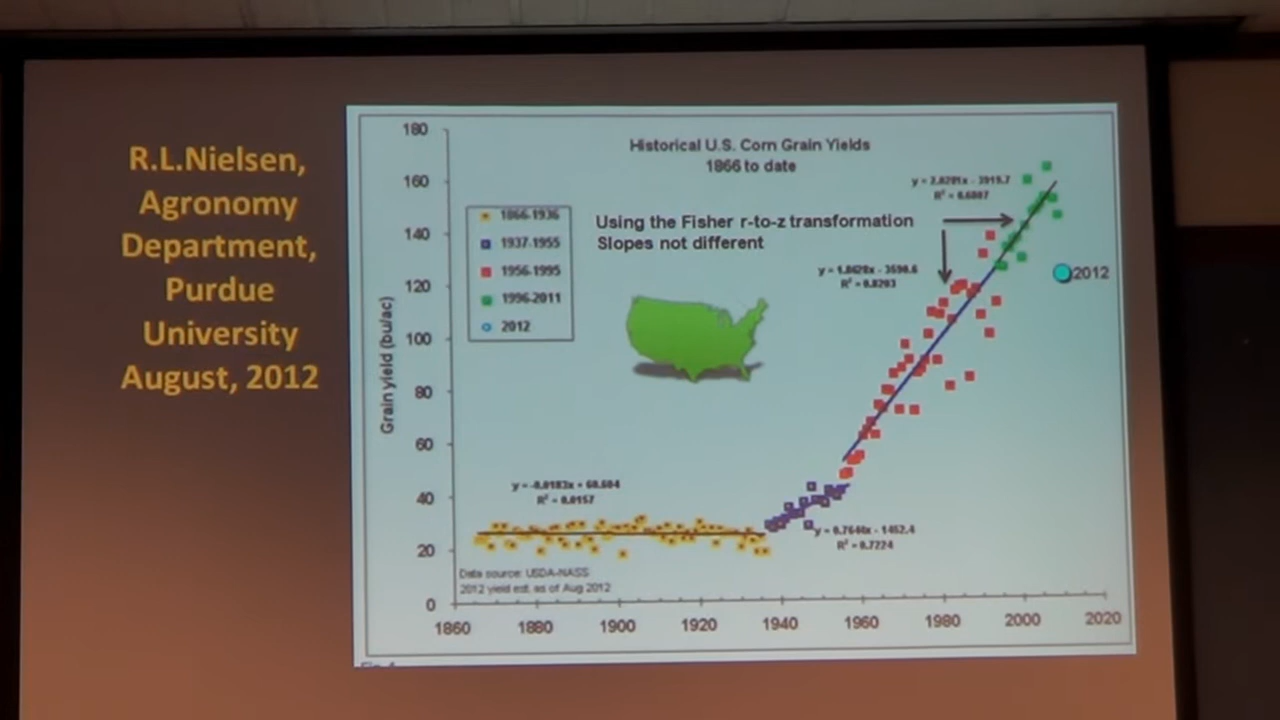 R.L.Nielsen,
Agronomy
Department,
Purdue
University
August, 2012
Historical U.S. Corn Grain Yields
1866 to date
Using the Fisher r-to-z transformation
Slopes not different
1866-1936
1937-1955
1956-1995
1996-2011
2012
2012
Grain yield (bu/ac)
180
160
140
120
100
80
60
40
20
0
Data source: USDA-NASS
2012 yield est. as of Aug 2012
1860
1880
1900
1920
1940
1960
1980
2000
2020